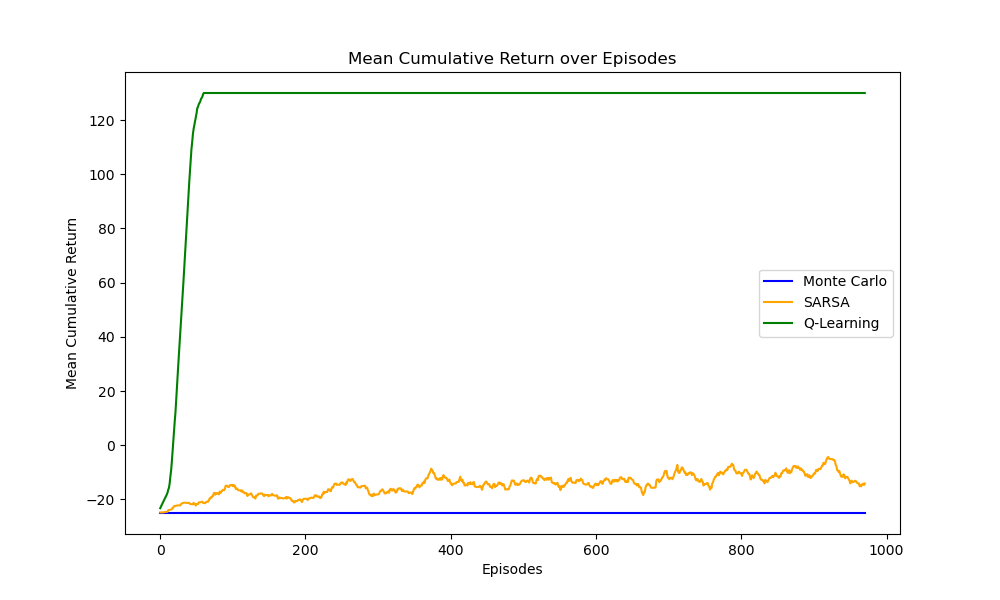 Mean Cumulative Return over Episodes
Mean Cumulative Return
120
100
80
60
40
20
0
−20
Monte Carlo
SARSA
Q-Learning
0 200 400 600 800 1000
Episodes